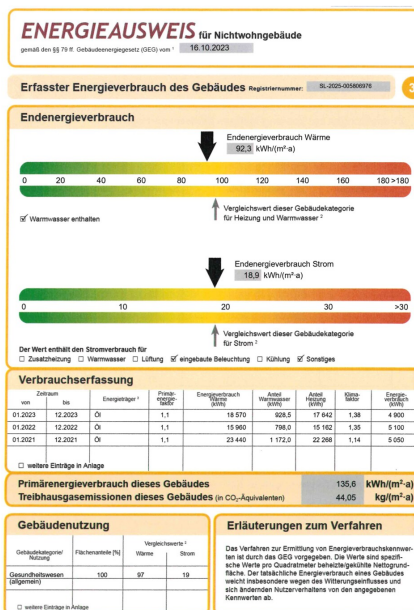 ENERGIEAUSWEIS für Nichtwohngebäude
gemäß den §§ 79 ff. Gebäudeenergiegesetz (GEG) vom ¹ 16.10.2023
Erfasster Energieverbrauch des Gebäudes Registriernummer: SL-2025-005806976 3
Endenergieverbrauch
Endenergieverbrauch Wärme
92,3 kWh/(m²·a)
0 20 40 60 80 100 120 140 160 180 >180
☑ Warmwasser enthalten
Vergleichswert dieser Gebäudekategorie
für Heizung und Warmwasser ²
Endenergieverbrauch Strom
18,9 kWh/(m²·a)
0 10 20 30 >30
Vergleichswert dieser Gebäudekategorie
für Strom ²
Der Wert enthält den Stromverbrauch für
☐ Zusatzheizung ☐ Warmwasser ☐ Lüftung ☑ eingebaute Beleuchtung ☐ Kühlung ☑ Sonstiges
Verbrauchserfassung
Zeitraum von bis Energieträger ³ Primär-energie-faktor Energieverbrauch Wärme (kWh) Anteil Warmwasser (kWh) Anteil Heizung (kWh) Klima-faktor Energie-verbrauch (kWh)
01.2023 12.2023 Öl 1,1 18 570 928,5 17 642 1,38 4 900
01.2022 12.2022 Öl 1,1 15 960 798,0 15 162 1,35 5 100
01.2021 12.2021 Öl 1,1 23 440 1 172,0 22 268 1,14 5 050
☐ weitere Einträge in Anlage
Primärenergieverbrauch dieses Gebäudes 135,6 kWh/(m²·a)
Treibhausgasemissionen dieses Gebäudes (in CO₂-Äquivalenten) 44,05 kg/(m²·a)
Gebäudenutzung
Gebäudekategorie/ Nutzung Flächenanteile [%] Vergleichswerte ² Wärme Strom
Gesundheitswesen (allgemein) 100 97 19
☐ weitere Einträge in Anlage
Erläuterungen zum Verfahren
Das Verfahren zur Ermittlung von Energieverbrauchskennwer-
ten ist durch das GEG vorgegeben. Die Werte sind spezifi-
sche Werte pro Quadratmeter beheizte/gekühlte Nettogrund-
fläche. Der tatsächliche Energieverbrauch eines Gebäudes
weicht insbesondere wegen des Witterungseinflusses und
sich ändernden Nutzerverhaltens von den angegebenen
Kennwerten ab.